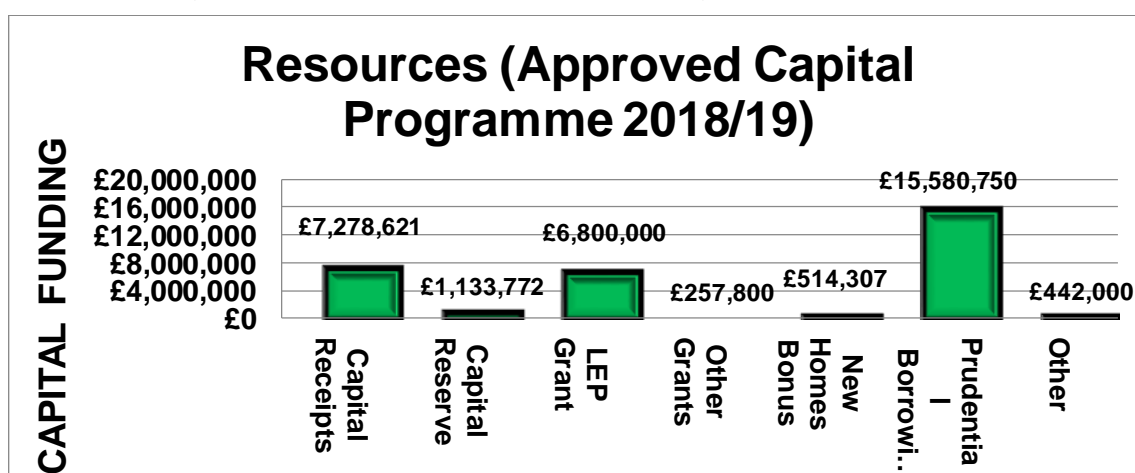 Resources (Approved Capital
Programme 2018/19)
CAPITAL FUNDING
£20,000,000
£16,000,000
£12,000,000
£8,000,000
£4,000,000
£0
£7,278,621
£1,133,772
£6,800,000
£257,800
£514,307
£15,580,750
£442,000
Capital
Receipts
Capital
Reserve
LEP
Grant
Other
Grants
New
Homes
Bonus
Prudentia
l
Borrowi…
Other